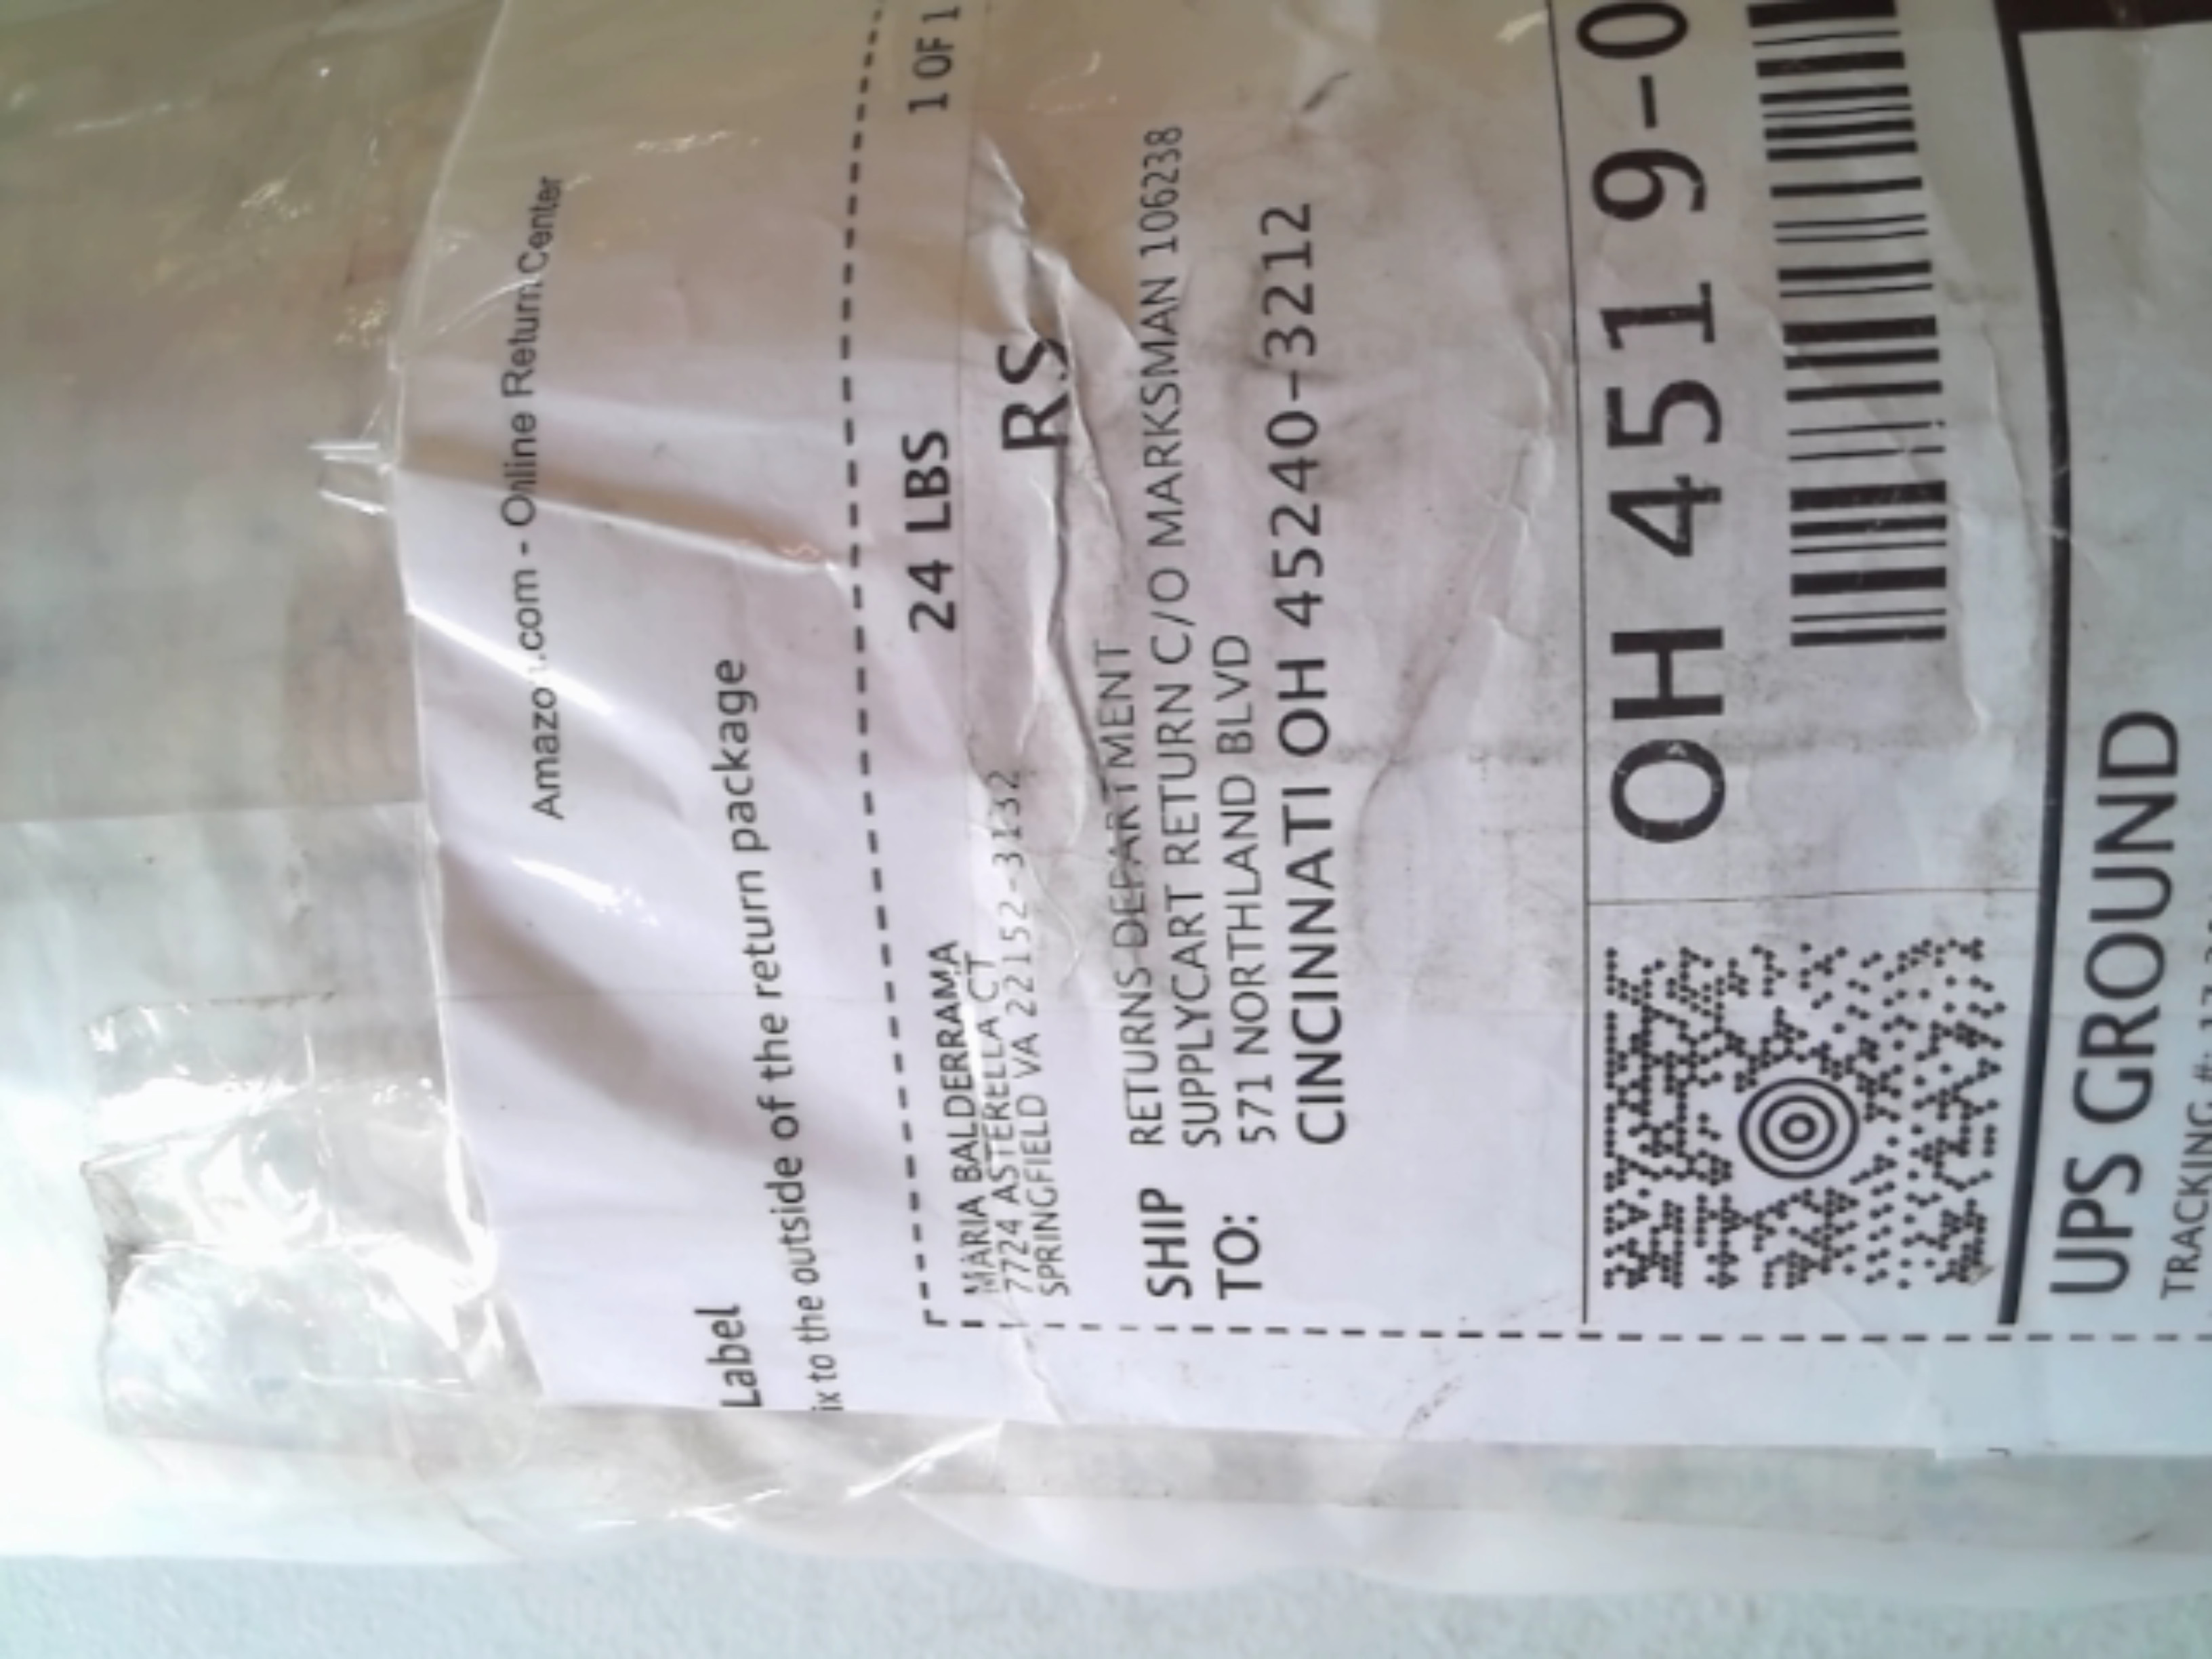 Amazon.com - Online Return Center
Label
ix to the outside of the return package
24 LBS 1 OF 1
MARIA BALDERRAMA
7724 ASTERELLA CT
SPRINGFIELD VA 22152-3132
RS
SHIP TO:
RETURNS DEPARTMENT
SUPPLYCART RETURN C/O MARKSMAN 106238
571 NORTHLAND BLVD
CINCINNATI OH 45240-3212
OH 451 9-0
UPS GROUND
TRACKING #: